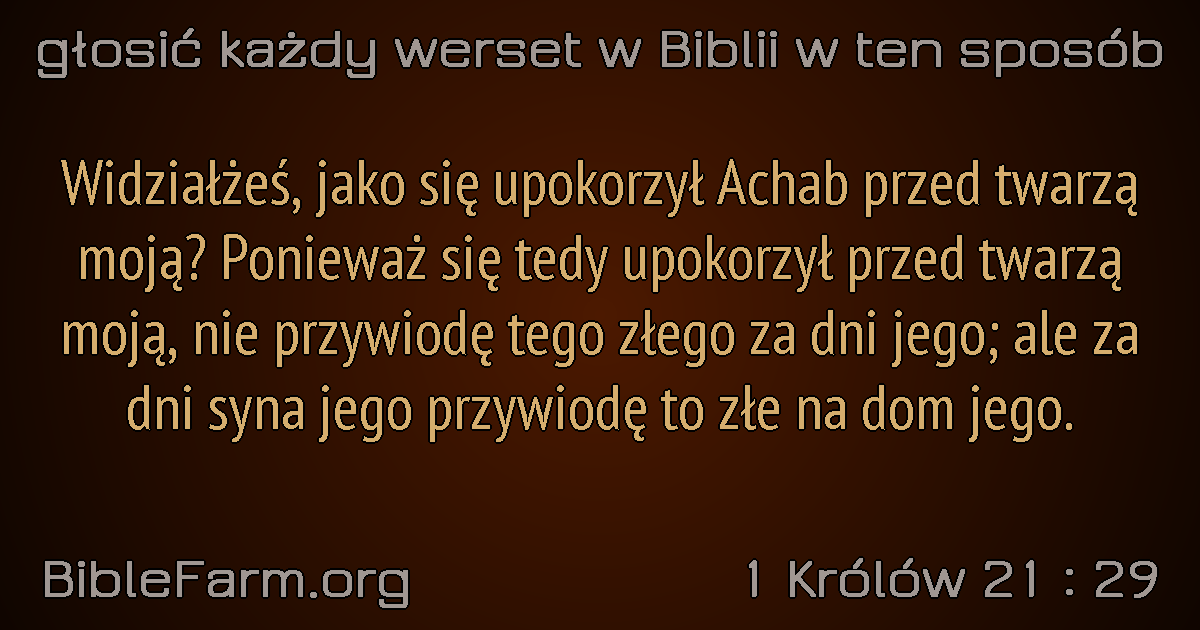 głosić każdy werset w Biblii w ten sposób
Widziałżeś, jako się upokorzył Achab przed twarzą
moją? Ponieważ się tedy upokorzył przed twarzą
moją, nie przywiodę tego złego za dni jego; ale za
dni syna jego przywiodę to złe na dom jego.
BibleFarm.org
1 Królów 21 : 29